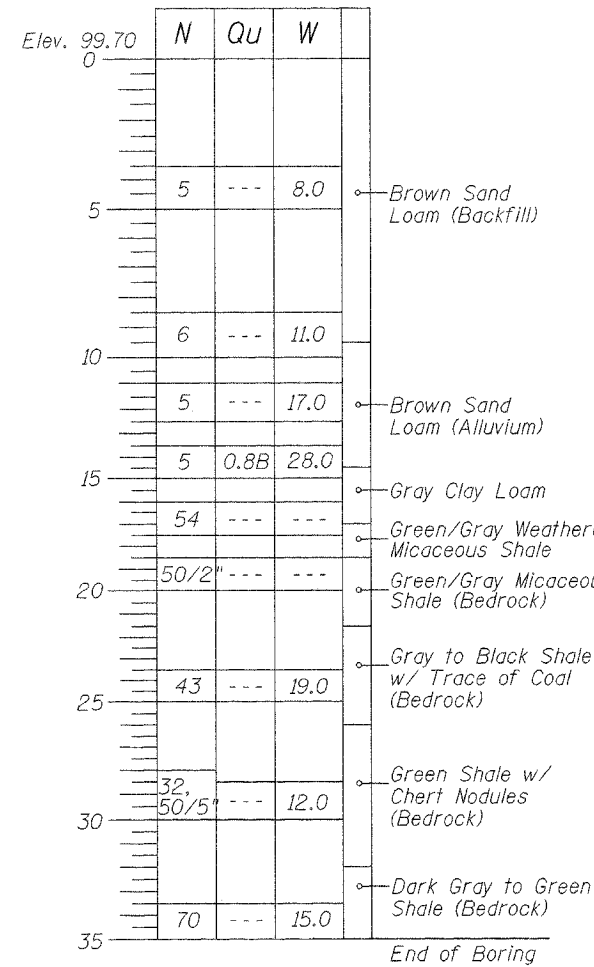 Elev. 99.70 N Qu W
0
5 --- 8.0
Brown Sand
Loam (Backfill)
5
6 --- 11.0
10
5 --- 17.0
Brown Sand
Loam (Alluvium)
5 0.8B 28.0
15
Gray Clay Loam
54 --- ---
Green/Gray Weathere
Micaceous Shale
50/2" --- ---
20
Green/Gray Micaceou
Shale (Bedrock)
Gray to Black Shale
w/ Trace of Coal
(Bedrock)
43 --- 19.0
25
Green Shale w/
Chert Nodules
(Bedrock)
32,
50/5" --- 12.0
30
Dark Gray to Green
Shale (Bedrock)
70 --- 15.0
35
End of Boring